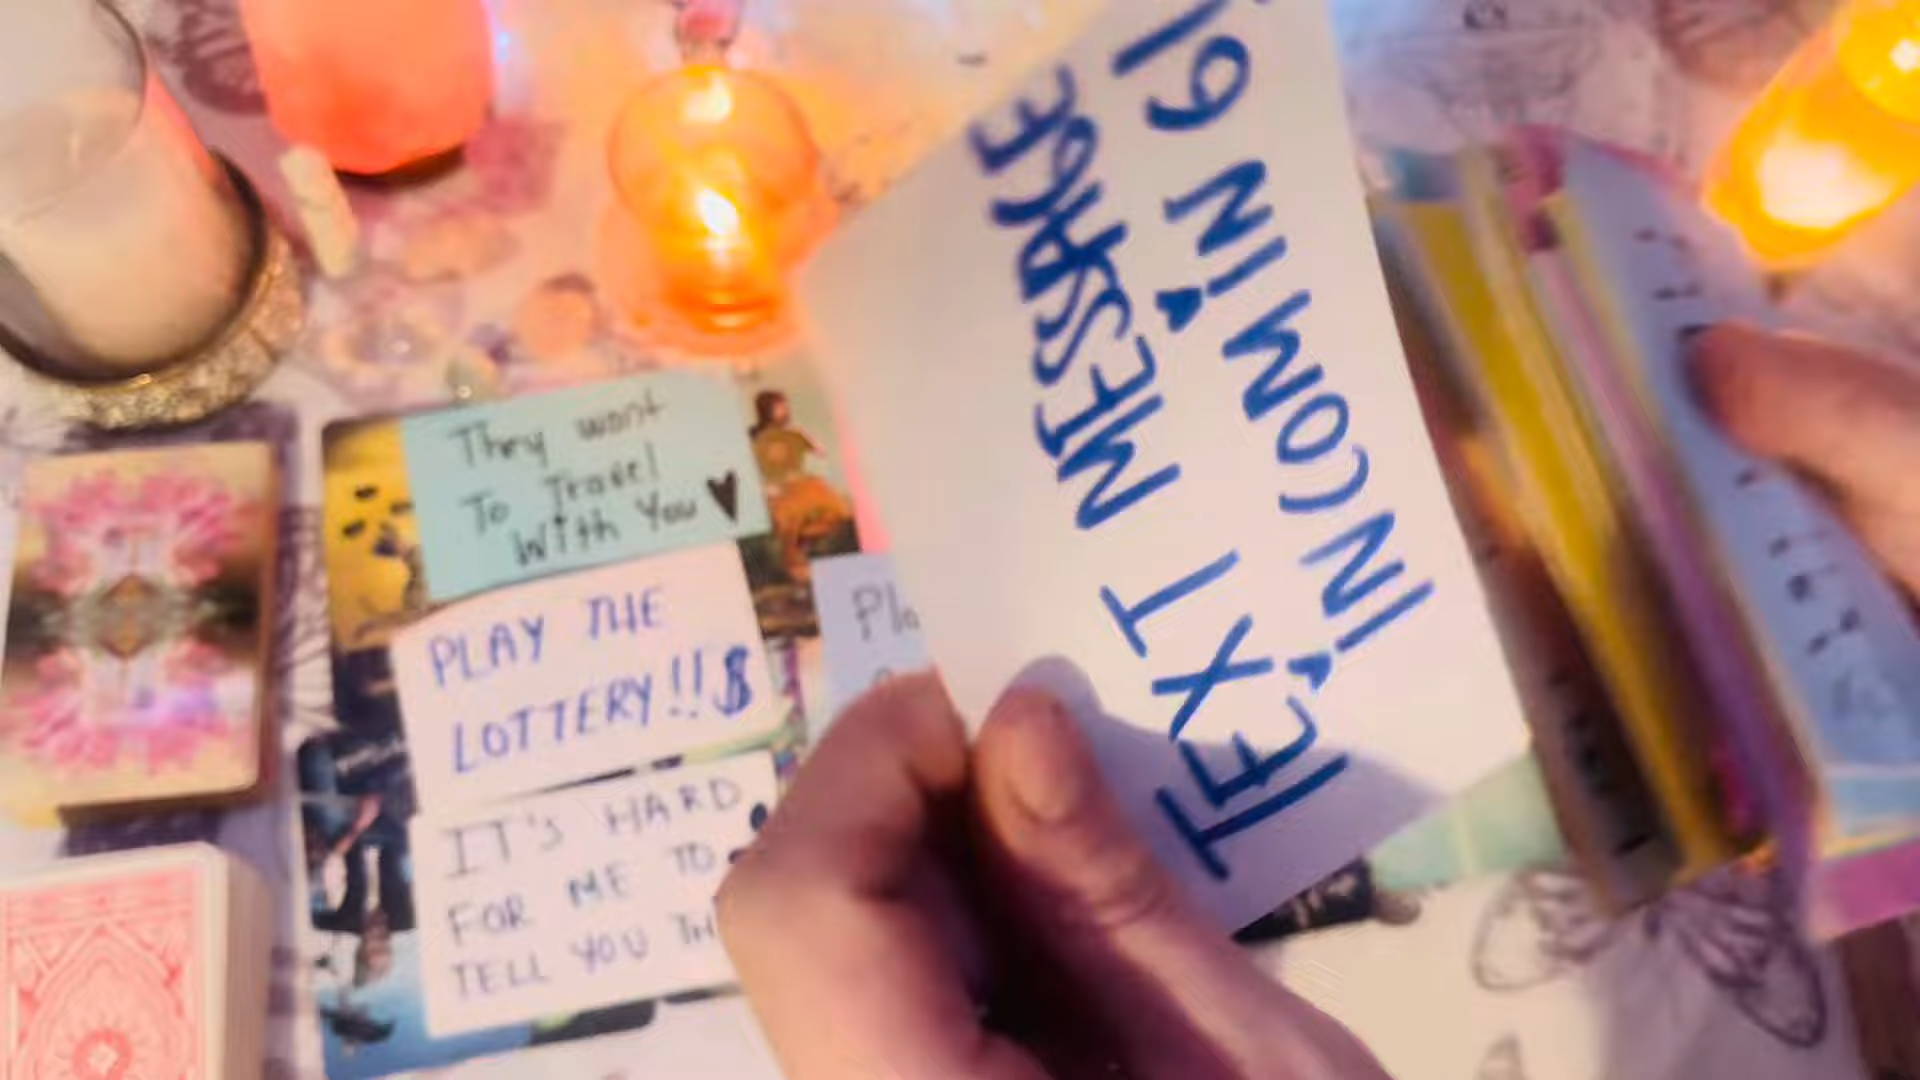 They want
To Travel
With You
PLAY THE
LOTTERY!!$
IT'S HARD
FOR ME TO
TELL YOU
INCOMING
TEXT MESSAGE